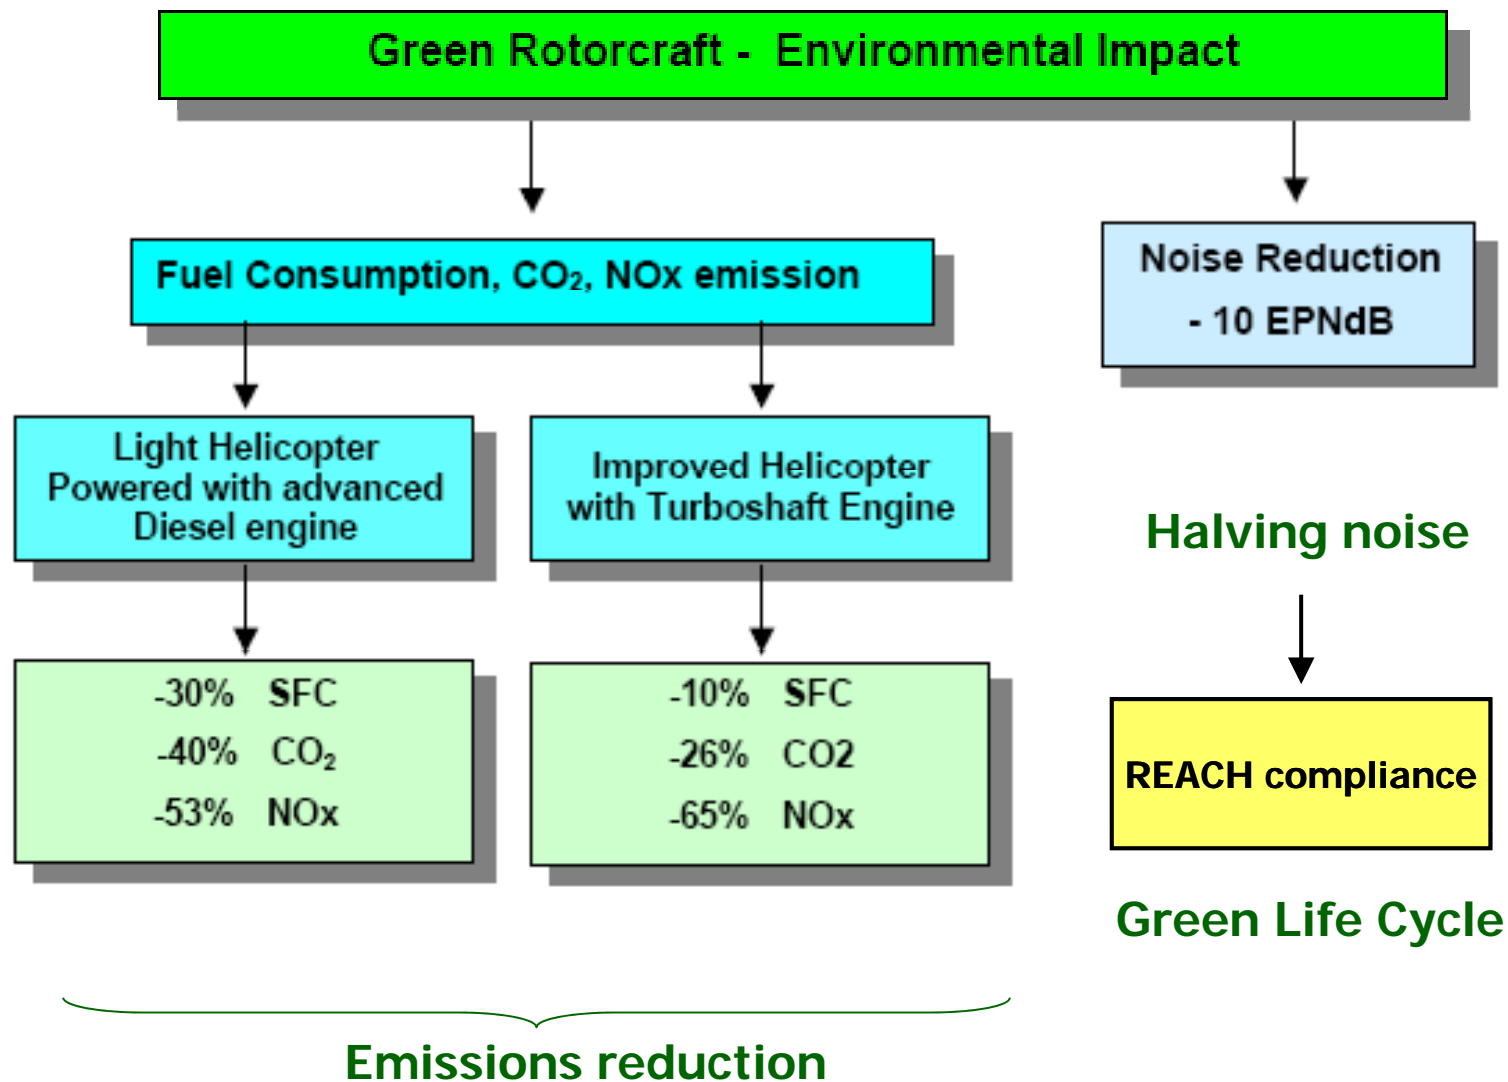 Green Rotorcraft - Environmental Impact
Fuel Consumption, CO₂, NOx emission
Noise Reduction
- 10 EPNdB
Light Helicopter
Powered with advanced
Diesel engine
Improved Helicopter
with Turboshaft Engine
Halving noise
-30% SFC
-40% CO₂
-53% NOx
-10% SFC
-26% CO2
-65% NOx
REACH compliance
Green Life Cycle
Emissions reduction